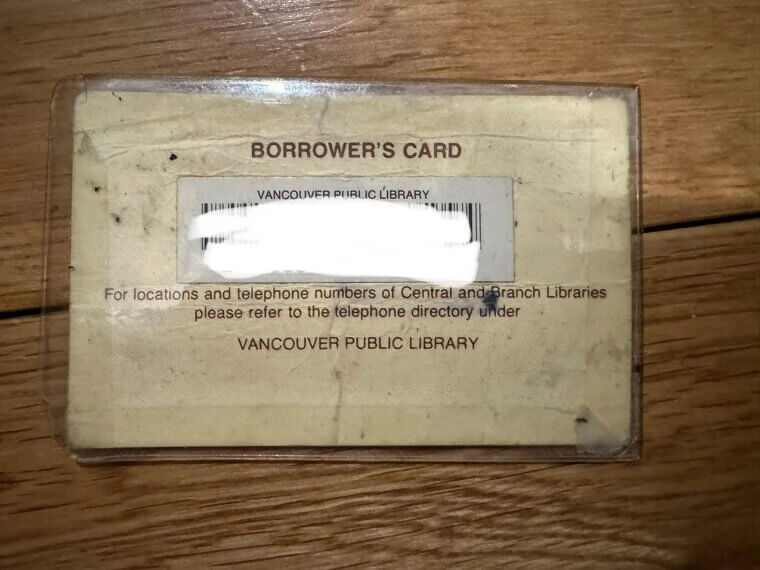 BORROWER'S CARD
VANCOUVER PUBLIC LIBRARY
For locations and telephone numbers of Central and Branch Libraries
please refer to the telephone directory under
VANCOUVER PUBLIC LIBRARY